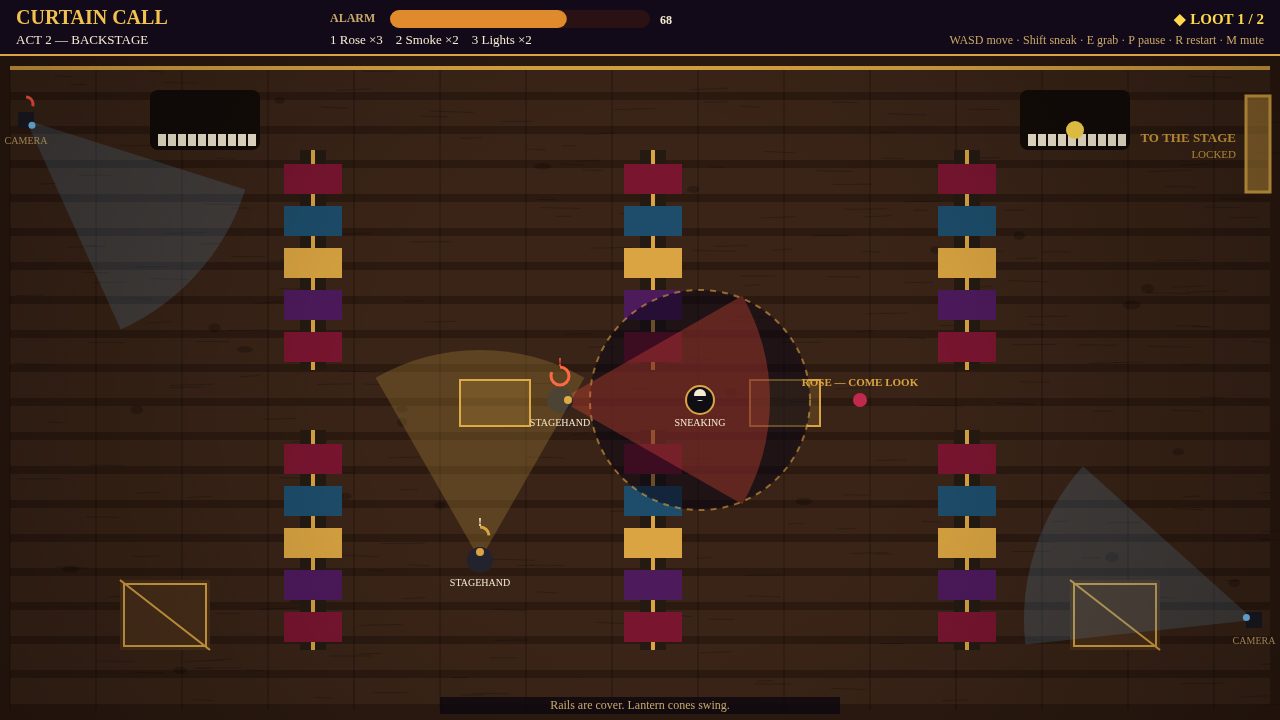 CURTAIN CALL
ACT 2 — BACKSTAGE
ALARM 68
1 Rose ×3 2 Smoke ×2 3 Lights ×2
◆ LOOT 1 / 2
WASD move · Shift sneak · E grab · P pause · R restart · M mute
CAMERA
TO THE STAGE
LOCKED
!
ROSE — COME LOOK
STAGEHAND
SNEAKING
!
STAGEHAND
CAMERA
Rails are cover. Lantern cones swing.